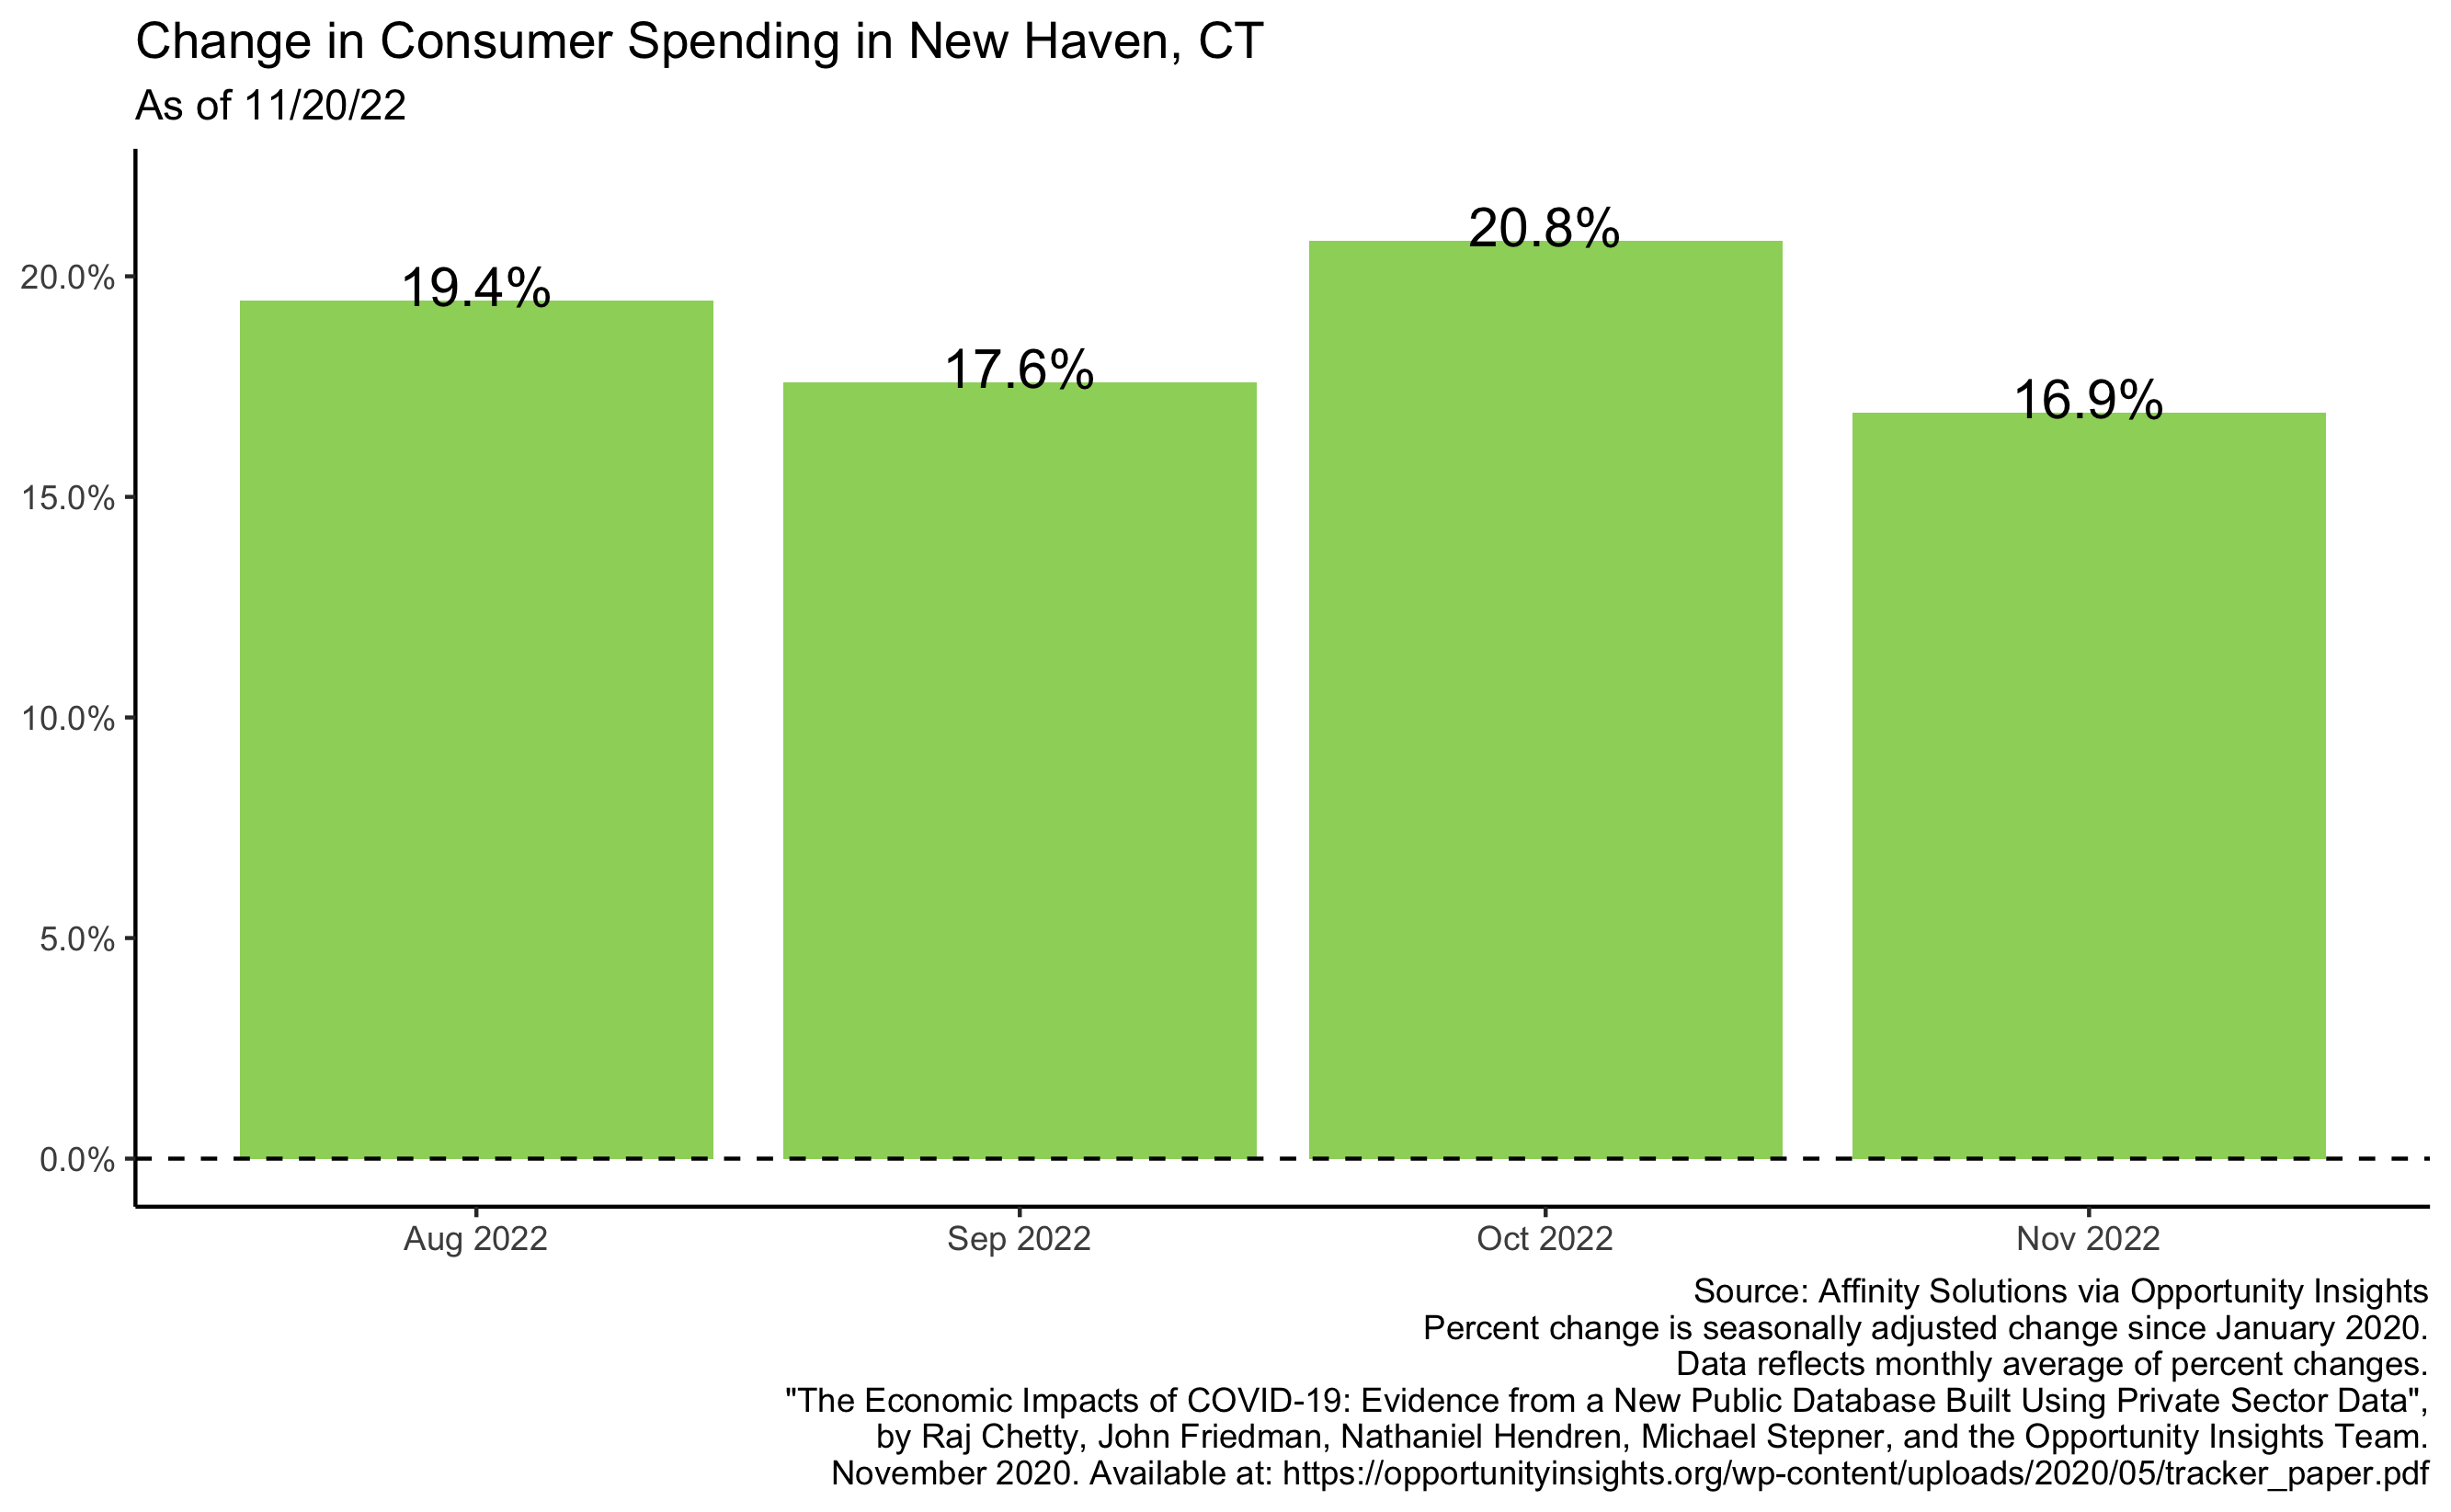 Change in Consumer Spending in New Haven, CT
As of 11/20/22
20.8%
19.4%
20.0%
17.6%
16.9%
15.0%
10.0%
5.0%
0.0%
Aug 2022 Sep 2022 Oct 2022 Nov 2022
Source: Affinity Solutions via Opportunity Insights
Percent change is seasonally adjusted change since January 2020.
Data reflects monthly average of percent changes.
"The Economic Impacts of COVID-19: Evidence from a New Public Database Built Using Private Sector Data",
by Raj Chetty, John Friedman, Nathaniel Hendren, Michael Stepner, and the Opportunity Insights Team.
November 2020. Available at: https://opportunityinsights.org/wp-content/uploads/2020/05/tracker_paper.pdf